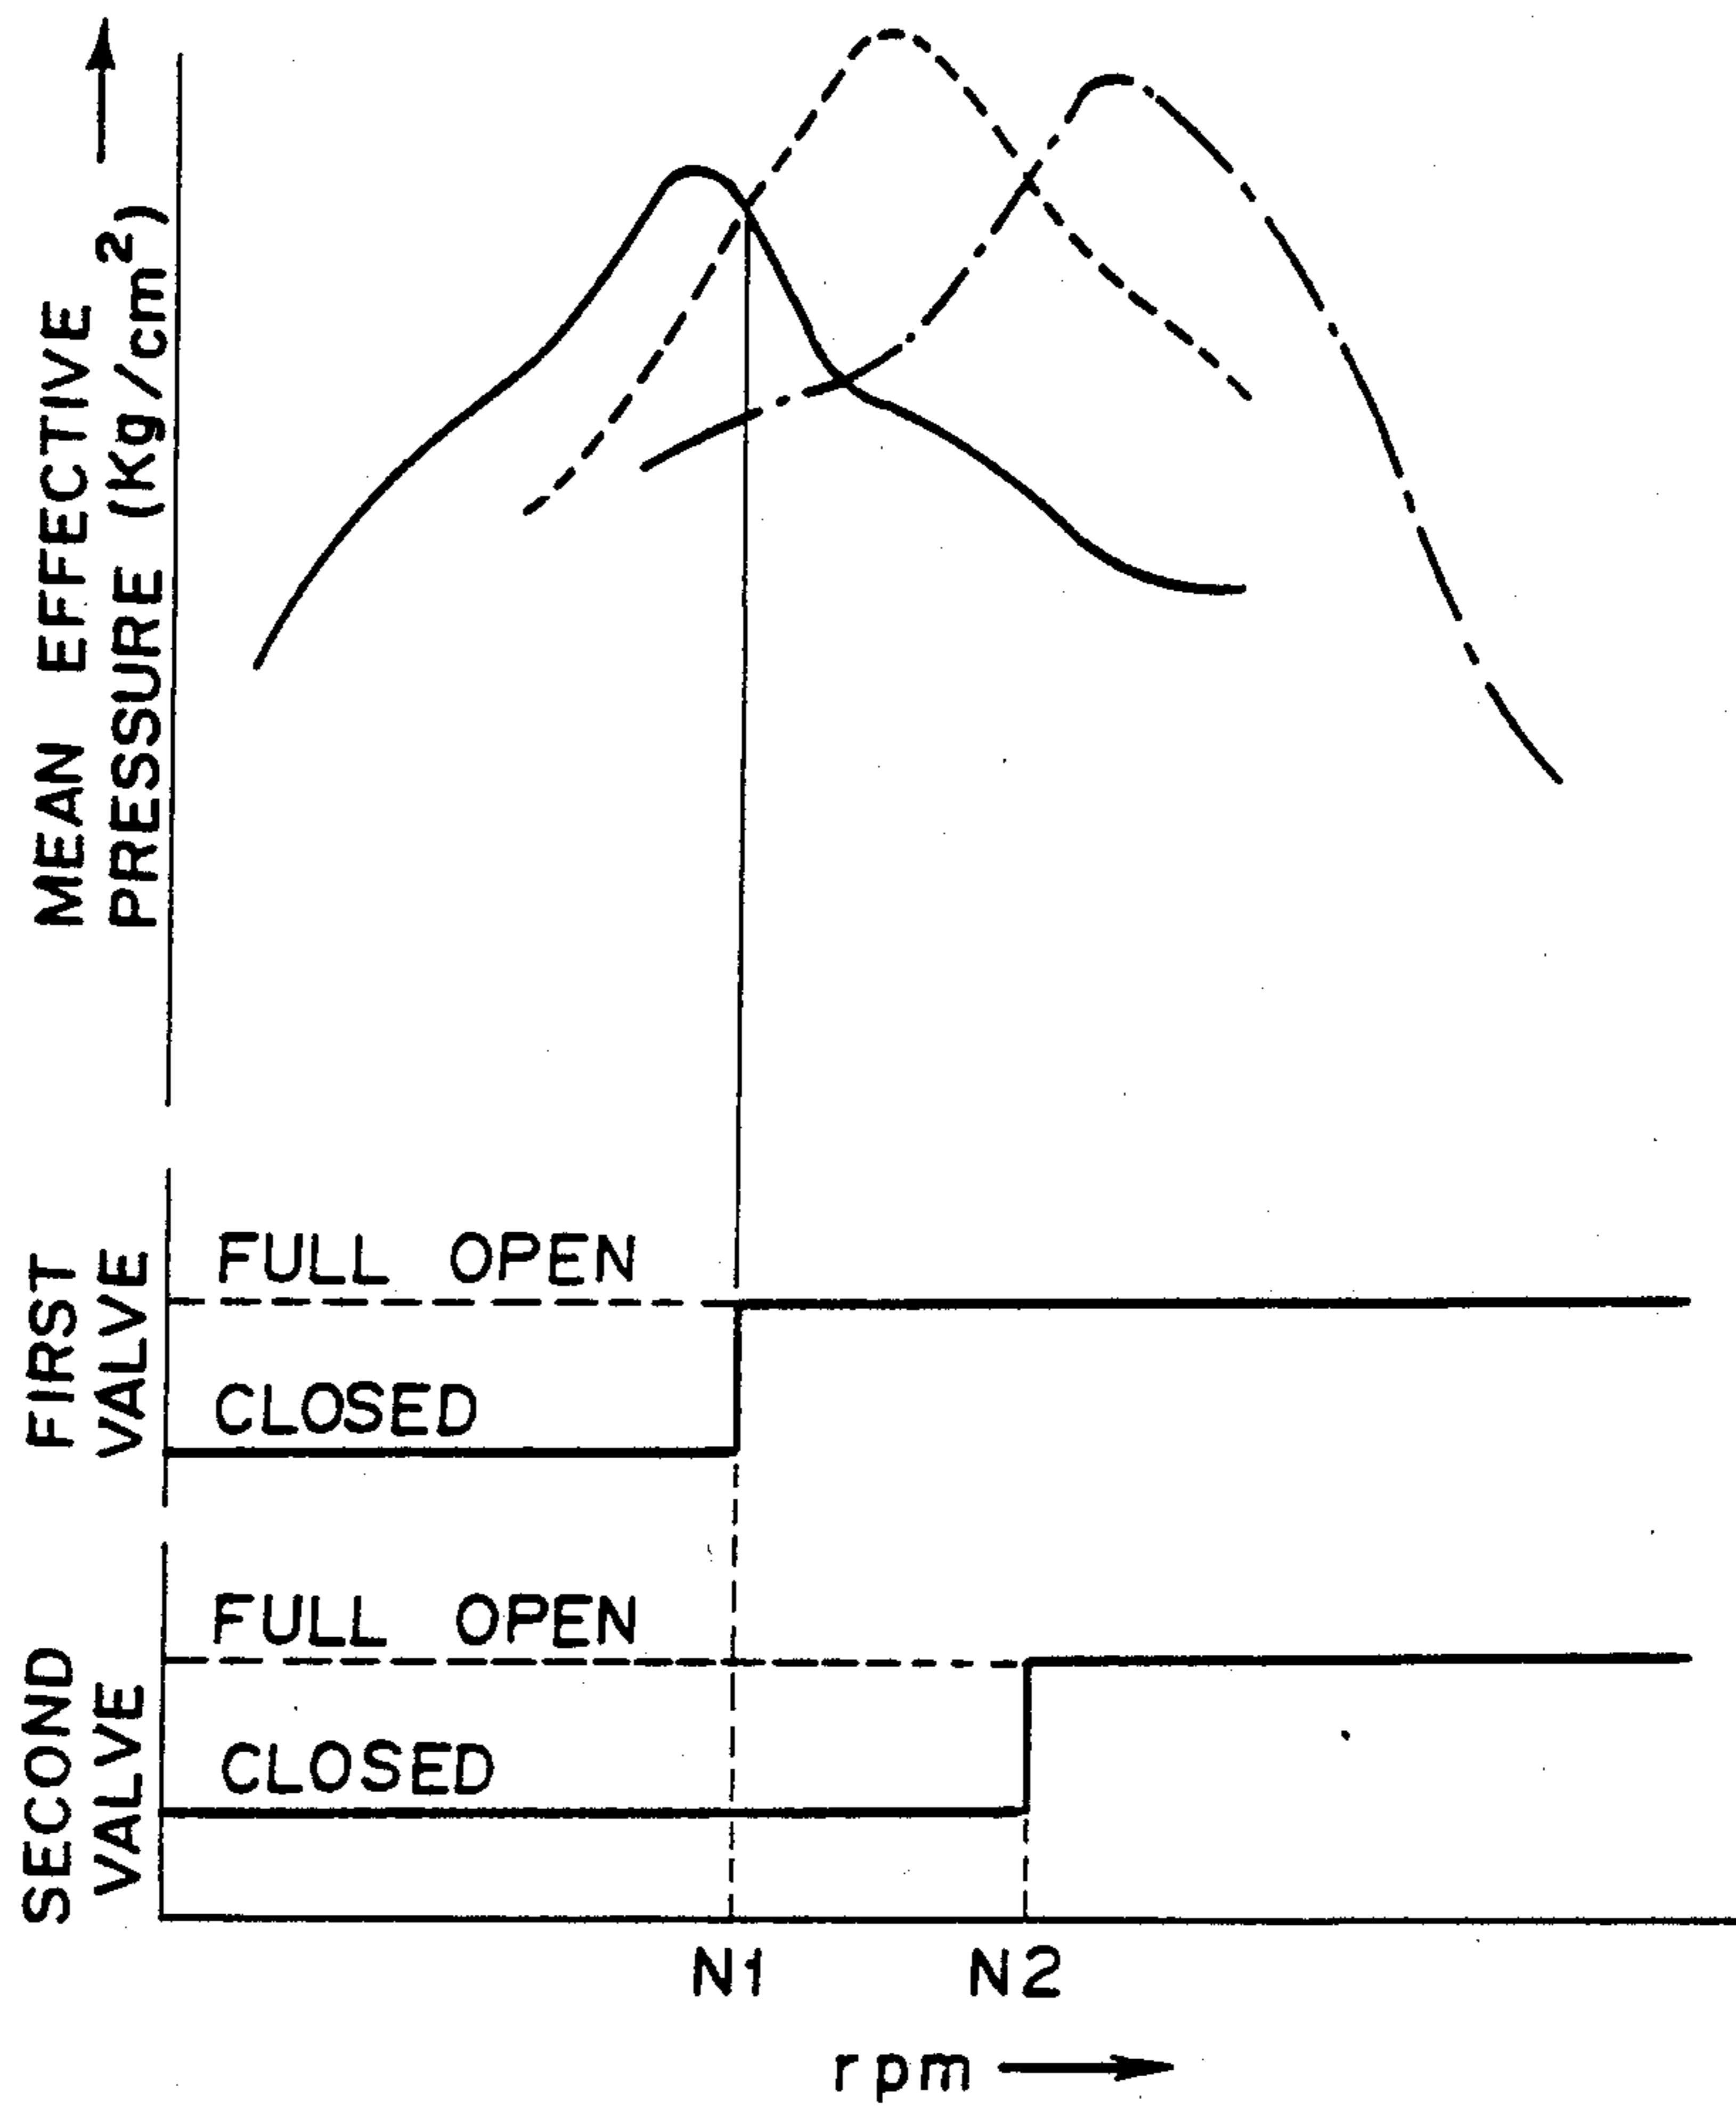 MEAN EFFECTIVE
PRESSURE (Kg/cm²)
FIRST
VALVE
FULL OPEN
CLOSED
SECOND
VALVE
FULL OPEN
CLOSED
N1 N2
rpm